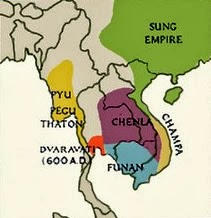 SUNG
EMPIRE
PYU
PEGU
THATON
CHENLA
CHAMPA
DVARAVATI
(600 A.D.)
FUNAN